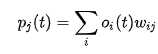 p_j(t) = \sum_i o_i(t) w_{ij}